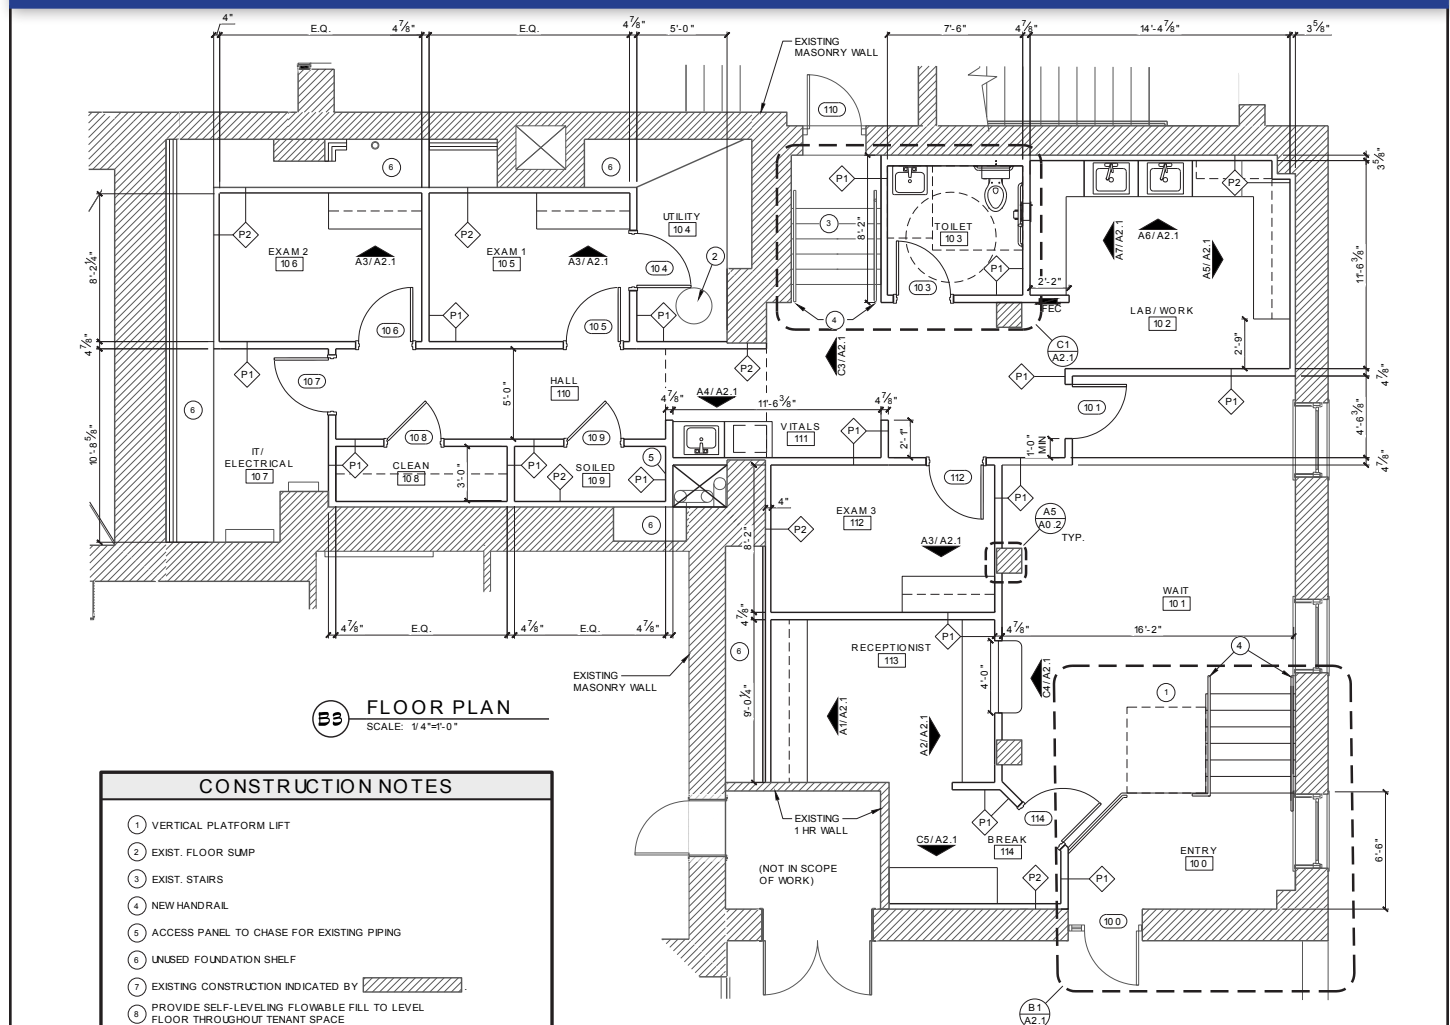 4"
E.Q.
4⅞"
E.Q.
4⅞"
5'-0"
EXISTING
MASONRY WALL
7'-6"
4⅞"
14'-4⅞"
3⅝"
110
6
6
P1
P2
3⅝"
3
8'-2"
UTILITY
104
TOILET
103
A7/A2.1
A6/A2.1
A5/A2.1
P2
P2
EXAM 2
106
A3/A2.1
EXAM 1
105
A3/A2.1
2
104
P1
103
2'-2"
FEC
8'-2¼"
11'-6⅜"
LAB/WORK
102
P1
P1
4
106
105
C3/A2.1
C1
A2.1
2'-9"
4⅞"
P1
107
HALL
110
5'-0"
P2
P1
P1
4⅞"
101
6
4⅞"
A4/A2.1
11'-6⅜"
4⅞"
108
109
VITALS
111
P1
2'-1"
1'-0"
MIN
4'-6⅜"
10'-8⅝"
IT/
ELECTRICAL
107
P1
CLEAN
108
3'-0"
P1
P2
SOILED
109
P1
5
4⅞"
112
P1
4"
EXAM 3
112
A5
A0.2
TYP.
6
P2
8'-2"
A3/A2.1
WAIT
101
4⅞"
E.Q.
4⅞"
E.Q.
4⅞"
4⅞"
P1
4⅞"
16'-2"
RECEPTIONIST
113
6
4
EXISTING
MASONRY WALL
4'-0"
C4/A2.1
1
9'-0¼"
A1/A2.1
A2/A2.1
B3
FLOOR PLAN
SCALE: 1/4"=1'-0"
EXISTING
1 HR WALL
P1
114
C5/A2.1
BREAK
114
ENTRY
100
6'-6"
(NOT IN SCOPE
OF WORK)
P2
P1
100
B1
A2.1
CONSTRUCTION NOTES
1 VERTICAL PLATFORM LIFT
2 EXIST. FLOOR SUMP
3 EXIST. STAIRS
4 NEW HANDRAIL
5 ACCESS PANEL TO CHASE FOR EXISTING PIPING
6 UNUSED FOUNDATION SHELF
7 EXISTING CONSTRUCTION INDICATED BY .
8 PROVIDE SELF-LEVELING FLOWABLE FILL TO LEVEL
FLOOR THROUGHOUT TENANT SPACE